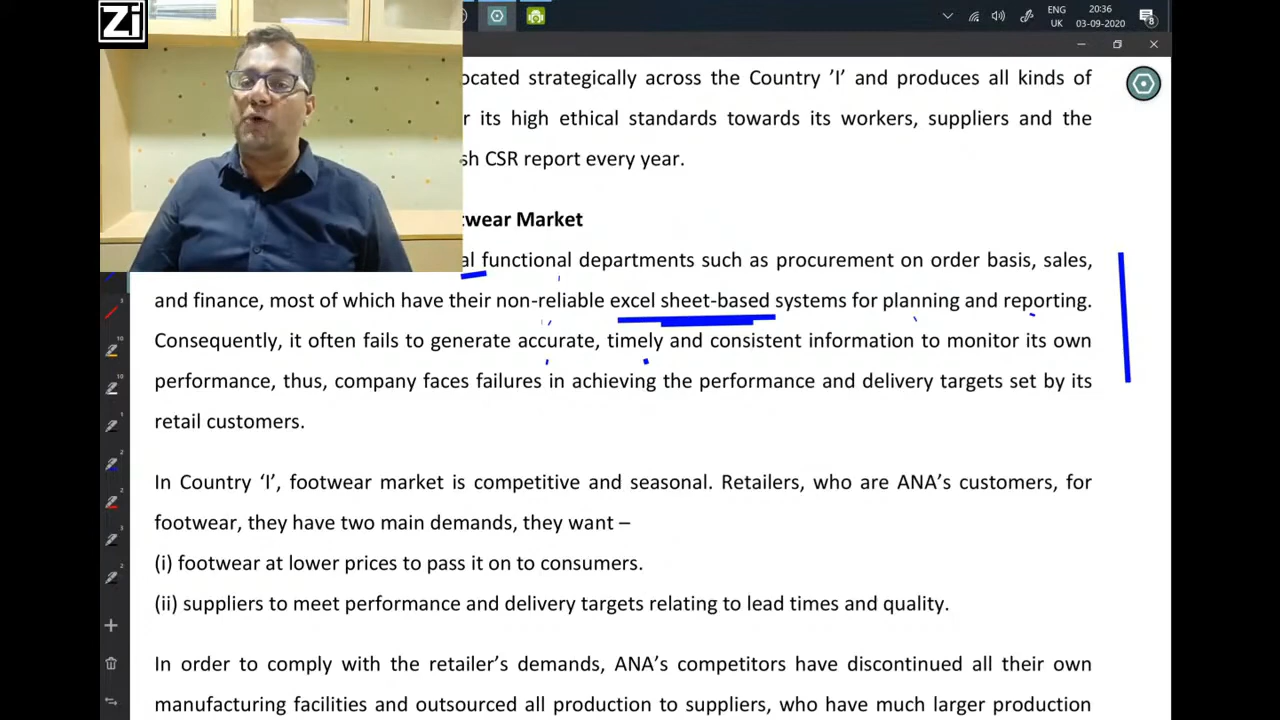 Zi
ENG
20:36
UK
03-09-2020
8
ocated strategically across the Country 'I' and produces all kinds of
r its high ethical standards towards its workers, suppliers and the
sh CSR report every year.
twear Market
al functional departments such as procurement on order basis, sales,
and finance, most of which have their non-reliable excel sheet-based systems for planning and reporting.
Consequently, it often fails to generate accurate, timely and consistent information to monitor its own
performance, thus, company faces failures in achieving the performance and delivery targets set by its
retail customers.
In Country ‘I’, footwear market is competitive and seasonal. Retailers, who are ANA’s customers, for
footwear, they have two main demands, they want –
(i) footwear at lower prices to pass it on to consumers.
(ii) suppliers to meet performance and delivery targets relating to lead times and quality.
In order to comply with the retailer’s demands, ANA’s competitors have discontinued all their own
manufacturing facilities and outsourced all production to suppliers, who have much larger production